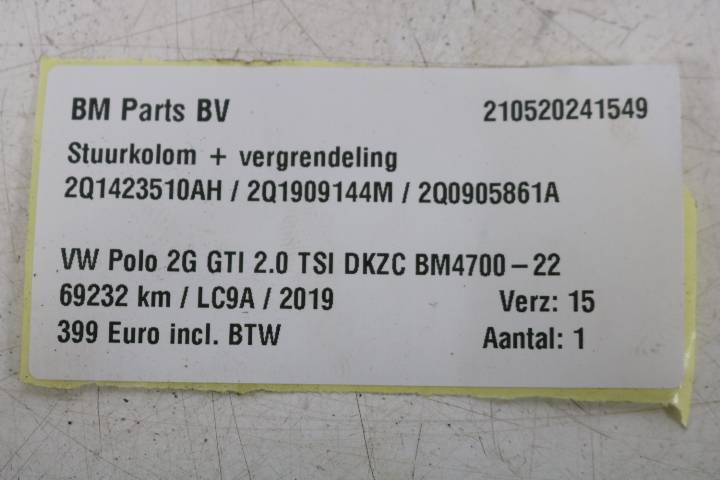 BM Parts BV 210520241549
Stuurkolom + vergrendeling
2Q1423510AH / 2Q1909144M / 2Q0905861A
VW Polo 2G GTI 2.0 TSI DKZC BM4700 – 22
69232 km / LC9A / 2019 Verz: 15
399 Euro incl. BTW Aantal: 1